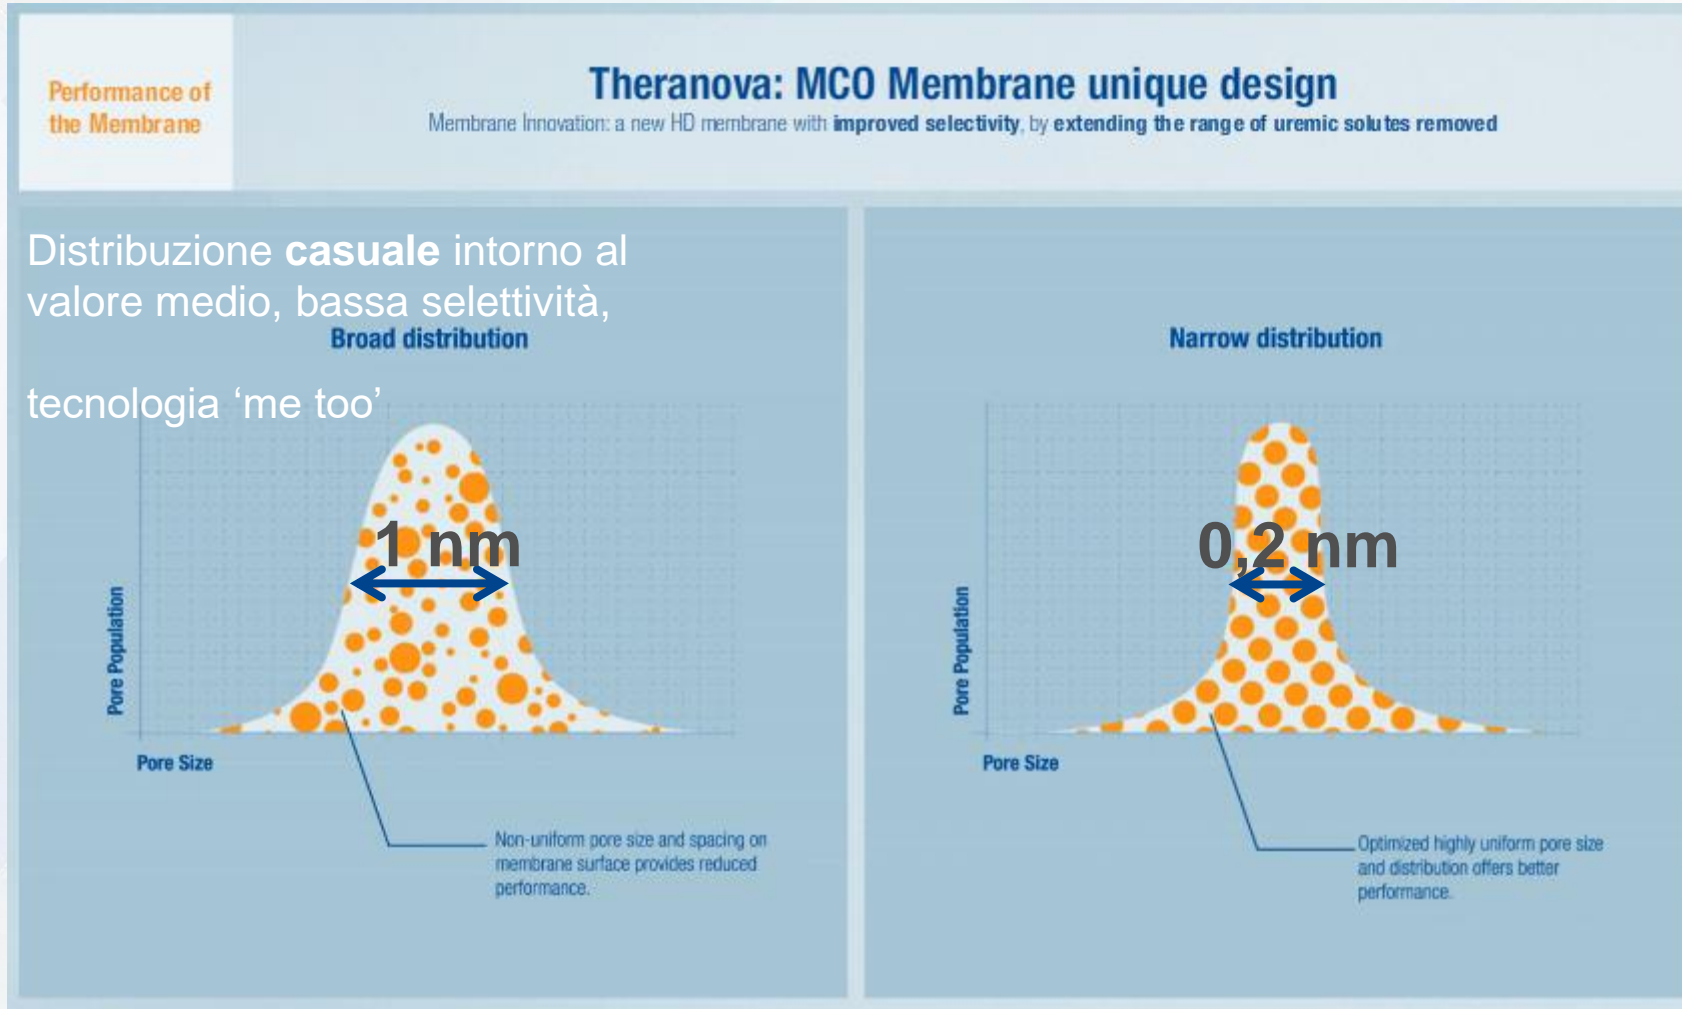 Performance of
the Membrane
Theranova: MCO Membrane unique design
Membrane Innovation: a new HD membrane with improved selectivity, by extending the range of uremic solutes removed
Distribuzione casuale intorno al
valore medio, bassa selettività,
Broad distribution
tecnologia ‘me too’
1 nm
Pore Population
Pore Size
Non-uniform pore size and spacing on
membrane surface provides reduced
performance.
Narrow distribution
0,2 nm
Pore Population
Pore Size
Optimized highly uniform pore size
and distribution offers better
performance.